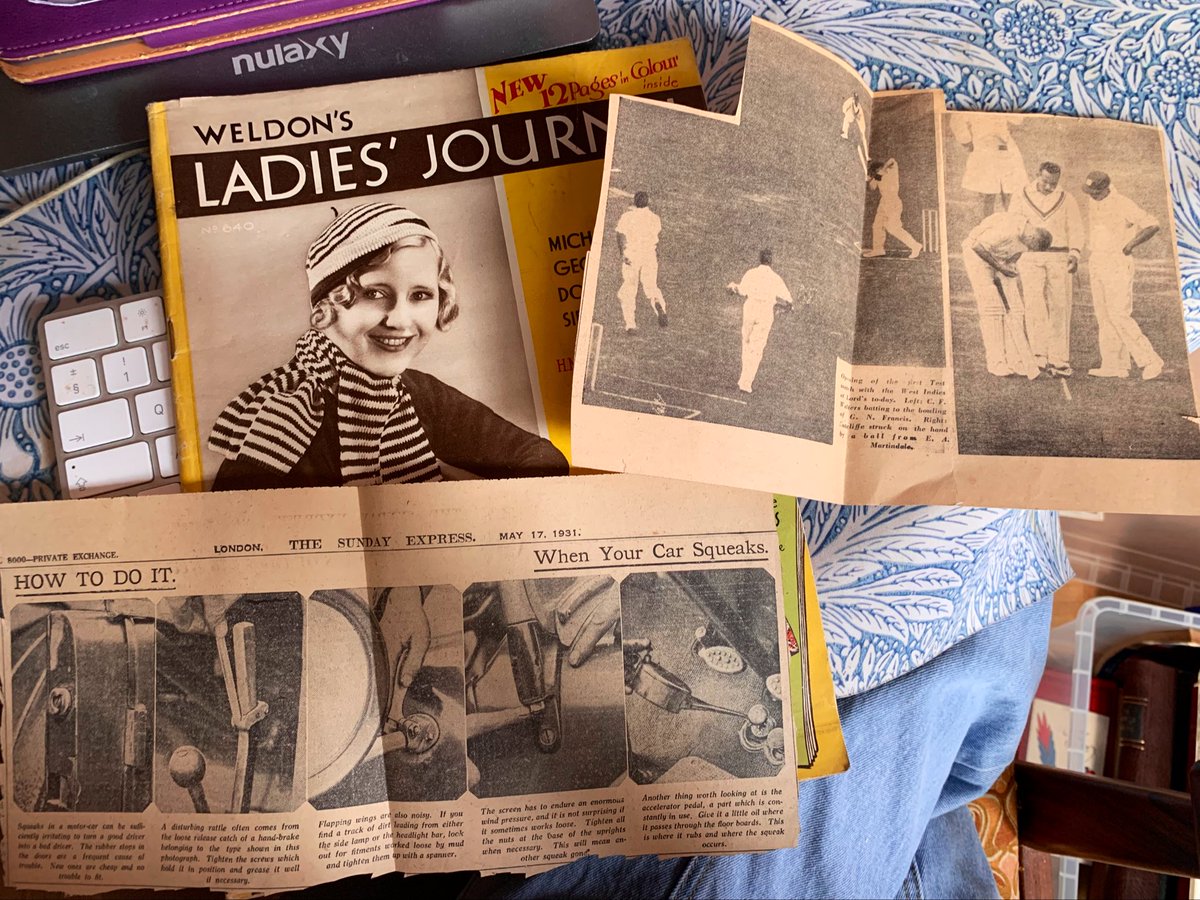 nulaxy
NEW 12 Pages in Colour
inside
WELDON'S
LADIES' JOURN
No 640
MICH
GEO
DO
SIR
H.M.
esc
±
§
!
1
Q
Opening of the first Test
match with the West Indies
at Lord's to-day. Left: C. F.
Walters batting to the bowling
of G. N. Francis. Right:
Sutcliffe struck on the hand
by a ball from E. A.
Martindale.
8000—PRIVATE EXCHANGE.
LONDON, THE SUNDAY EXPRESS. MAY 17, 1931.
HOW TO DO IT.
When Your Car Squeaks.
Squeaks in a motor-car can be suffi-
ciently irritating to turn a good driver
into a bad driver. The rubber stops in
the doors are a frequent cause of
trouble. New ones are cheap and no
trouble to fit.
A disturbing rattle often comes from
the loose release catch of a hand-brake
belonging to the type shown in this
photograph. Tighten the screws which
hold it in position and grease it well
if necessary.
Flapping wings are also noisy. If you
find a track of dirt leading from either
the side lamp or the headlight bar, lock
out for fitments worked loose by mud
and tighten them up with a spanner.
The screen has to endure an enormous
wind pressure, and it is not surprising if
it sometimes works loose. Tighten all
the nuts at the base of the uprights
when necessary. This will mean an-
other squeak gone.
Another thing worth looking at is the
accelerator pedal, a part which is con-
stantly in use. Give it a little oil where
it passes through the floor boards. This
is where it rubs and where the squeak
occurs.